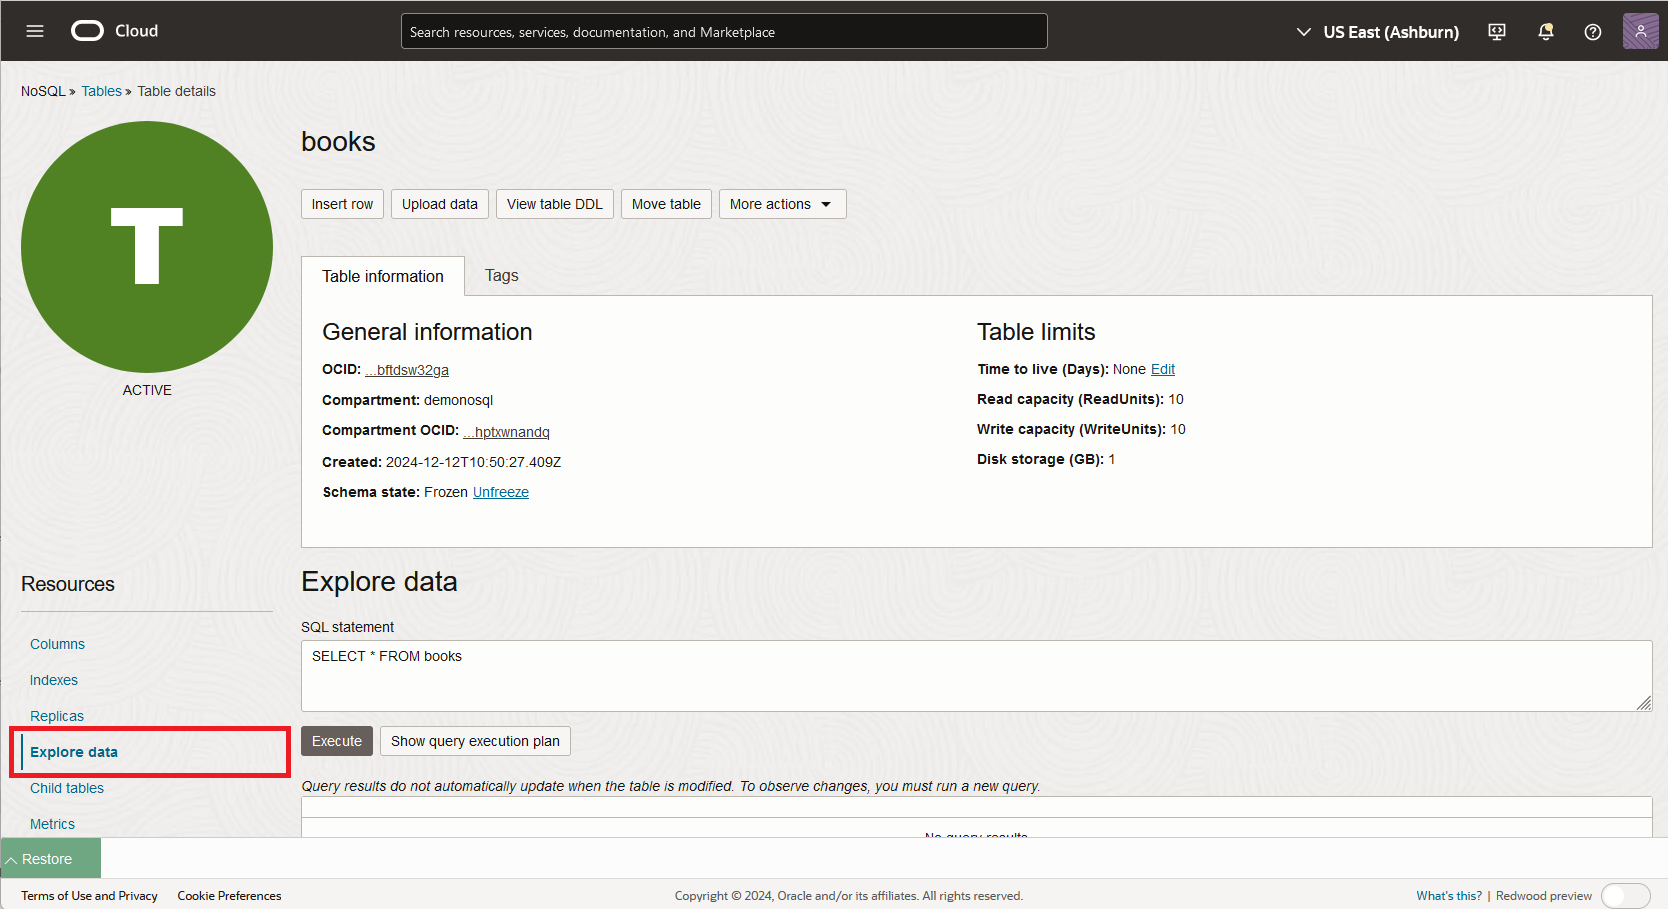 Cloud
Search resources, services, documentation, and Marketplace
US East (Ashburn)
NoSQL » Tables » Table details
T
ACTIVE
books
Insert row
Upload data
View table DDL
Move table
More actions
Table information
Tags
General information
OCID: ...bftdsw32ga
Compartment: demonosql
Compartment OCID: ...hptxwnandq
Created: 2024-12-12T10:50:27.409Z
Schema state: Frozen Unfreeze
Table limits
Time to live (Days): None Edit
Read capacity (ReadUnits): 10
Write capacity (WriteUnits): 10
Disk storage (GB): 1
Resources
Columns
Indexes
Replicas
Explore data
Child tables
Metrics
Explore data
SQL statement
SELECT * FROM books
Execute
Show query execution plan
Query results do not automatically update when the table is modified. To observe changes, you must run a new query.
No query results
Restore
Terms of Use and Privacy
Cookie Preferences
Copyright © 2024, Oracle and/or its affiliates. All rights reserved.
What's this? | Redwood preview